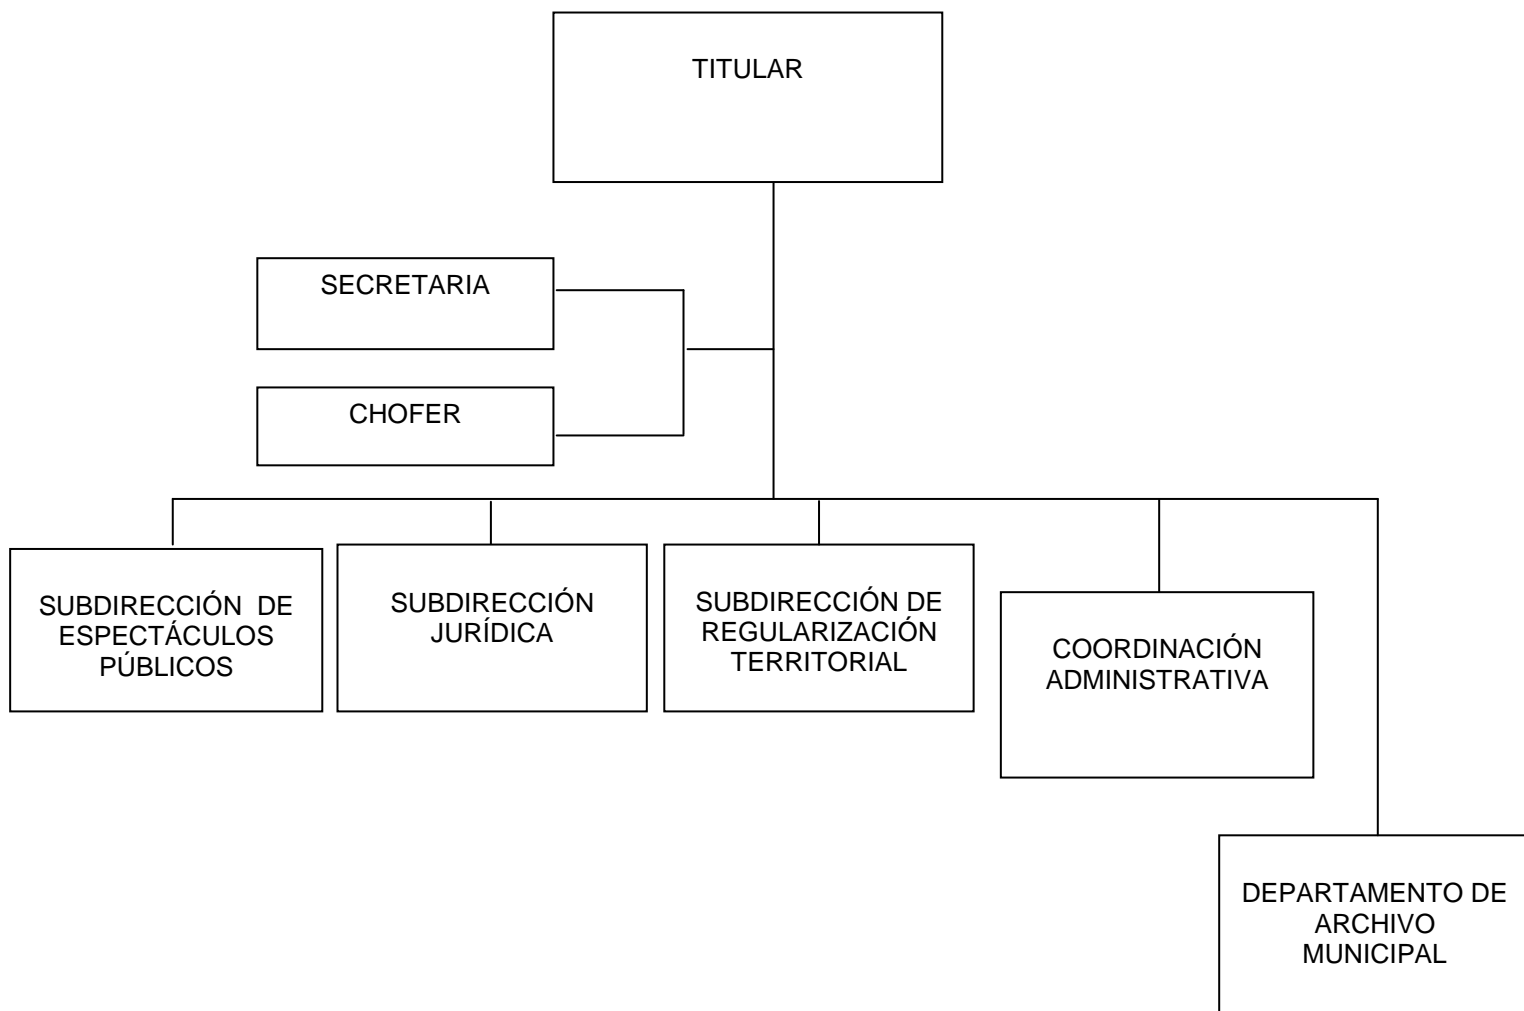 TITULAR
SECRETARIA
CHOFER
SUBDIRECCIÓN  DE
ESPECTÁCULOS
PÚBLICOS
SUBDIRECCIÓN
JURÍDICA
SUBDIRECCIÓN DE
REGULARIZACIÓN
TERRITORIAL
COORDINACIÓN
ADMINISTRATIVA
DEPARTAMENTO DE
ARCHIVO
MUNICIPAL